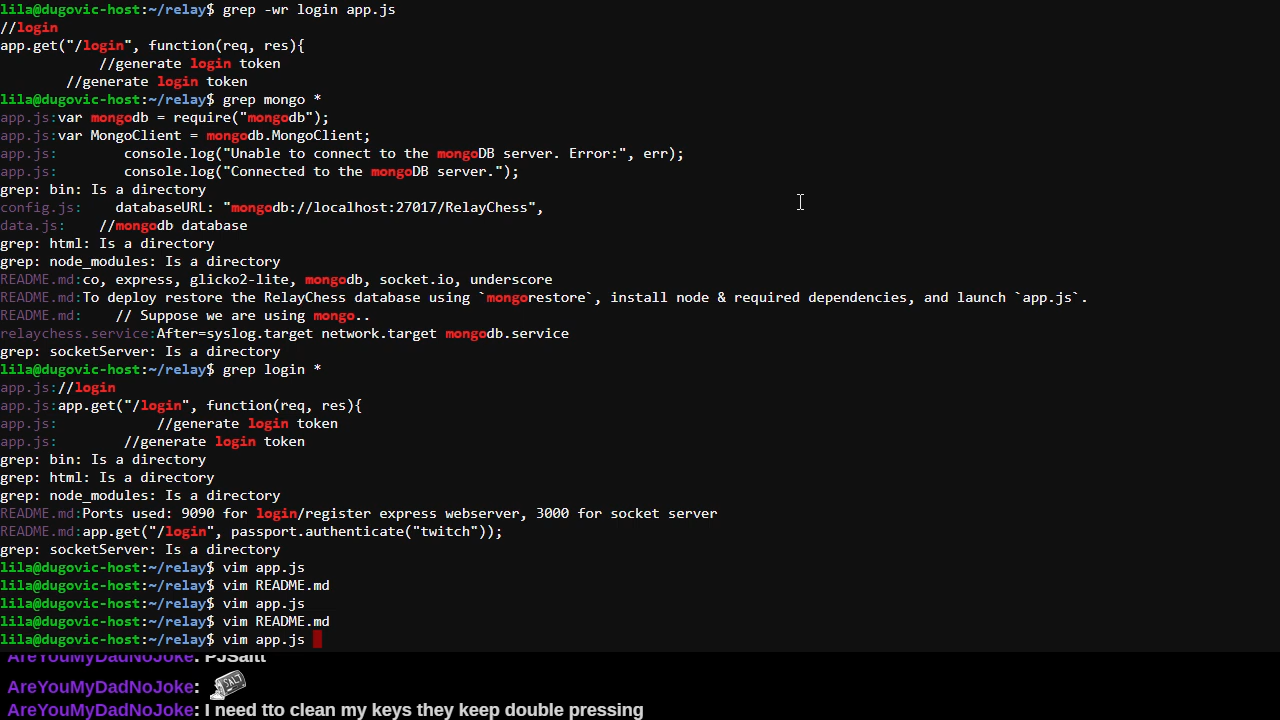 lila@dugovic-host:~/relay$ grep -wr login app.js
//login
app.get("/login", function(req, res){
//generate login token
//generate login token
lila@dugovic-host:~/relay$ grep mongo *
app.js:var mongodb = require("mongodb");
app.js:var MongoClient = mongodb.MongoClient;
app.js:        console.log("Unable to connect to the mongoDB server. Error:", err);
app.js:        console.log("Connected to the mongoDB server.");
grep: bin: Is a directory
config.js:    databaseURL: "mongodb://localhost:27017/RelayChess",
data.js:    //mongodb database
grep: html: Is a directory
grep: node_modules: Is a directory
README.md:co, express, glicko2-lite, mongodb, socket.io, underscore
README.md:To deploy restore the RelayChess database using `mongorestore`, install node & required dependencies, and launch `app.js`.
README.md:    // Suppose we are using mongo..
relaychess.service:After=syslog.target network.target mongodb.service
grep: socketServer: Is a directory
lila@dugovic-host:~/relay$ grep login *
app.js://login
app.js:app.get("/login", function(req, res){
app.js:            //generate login token
app.js:        //generate login token
grep: bin: Is a directory
grep: html: Is a directory
grep: node_modules: Is a directory
README.md:Ports used: 9090 for login/register express webserver, 3000 for socket server
README.md:app.get("/login", passport.authenticate("twitch"));
grep: socketServer: Is a directory
lila@dugovic-host:~/relay$ vim app.js
lila@dugovic-host:~/relay$ vim README.md
lila@dugovic-host:~/relay$ vim app.js
lila@dugovic-host:~/relay$ vim README.md
lila@dugovic-host:~/relay$ vim app.js
AreYouMyDadNoJoke: PJSalt
AreYouMyDadNoJoke: SALT
AreYouMyDadNoJoke: I need tto clean my keys they keep double pressing